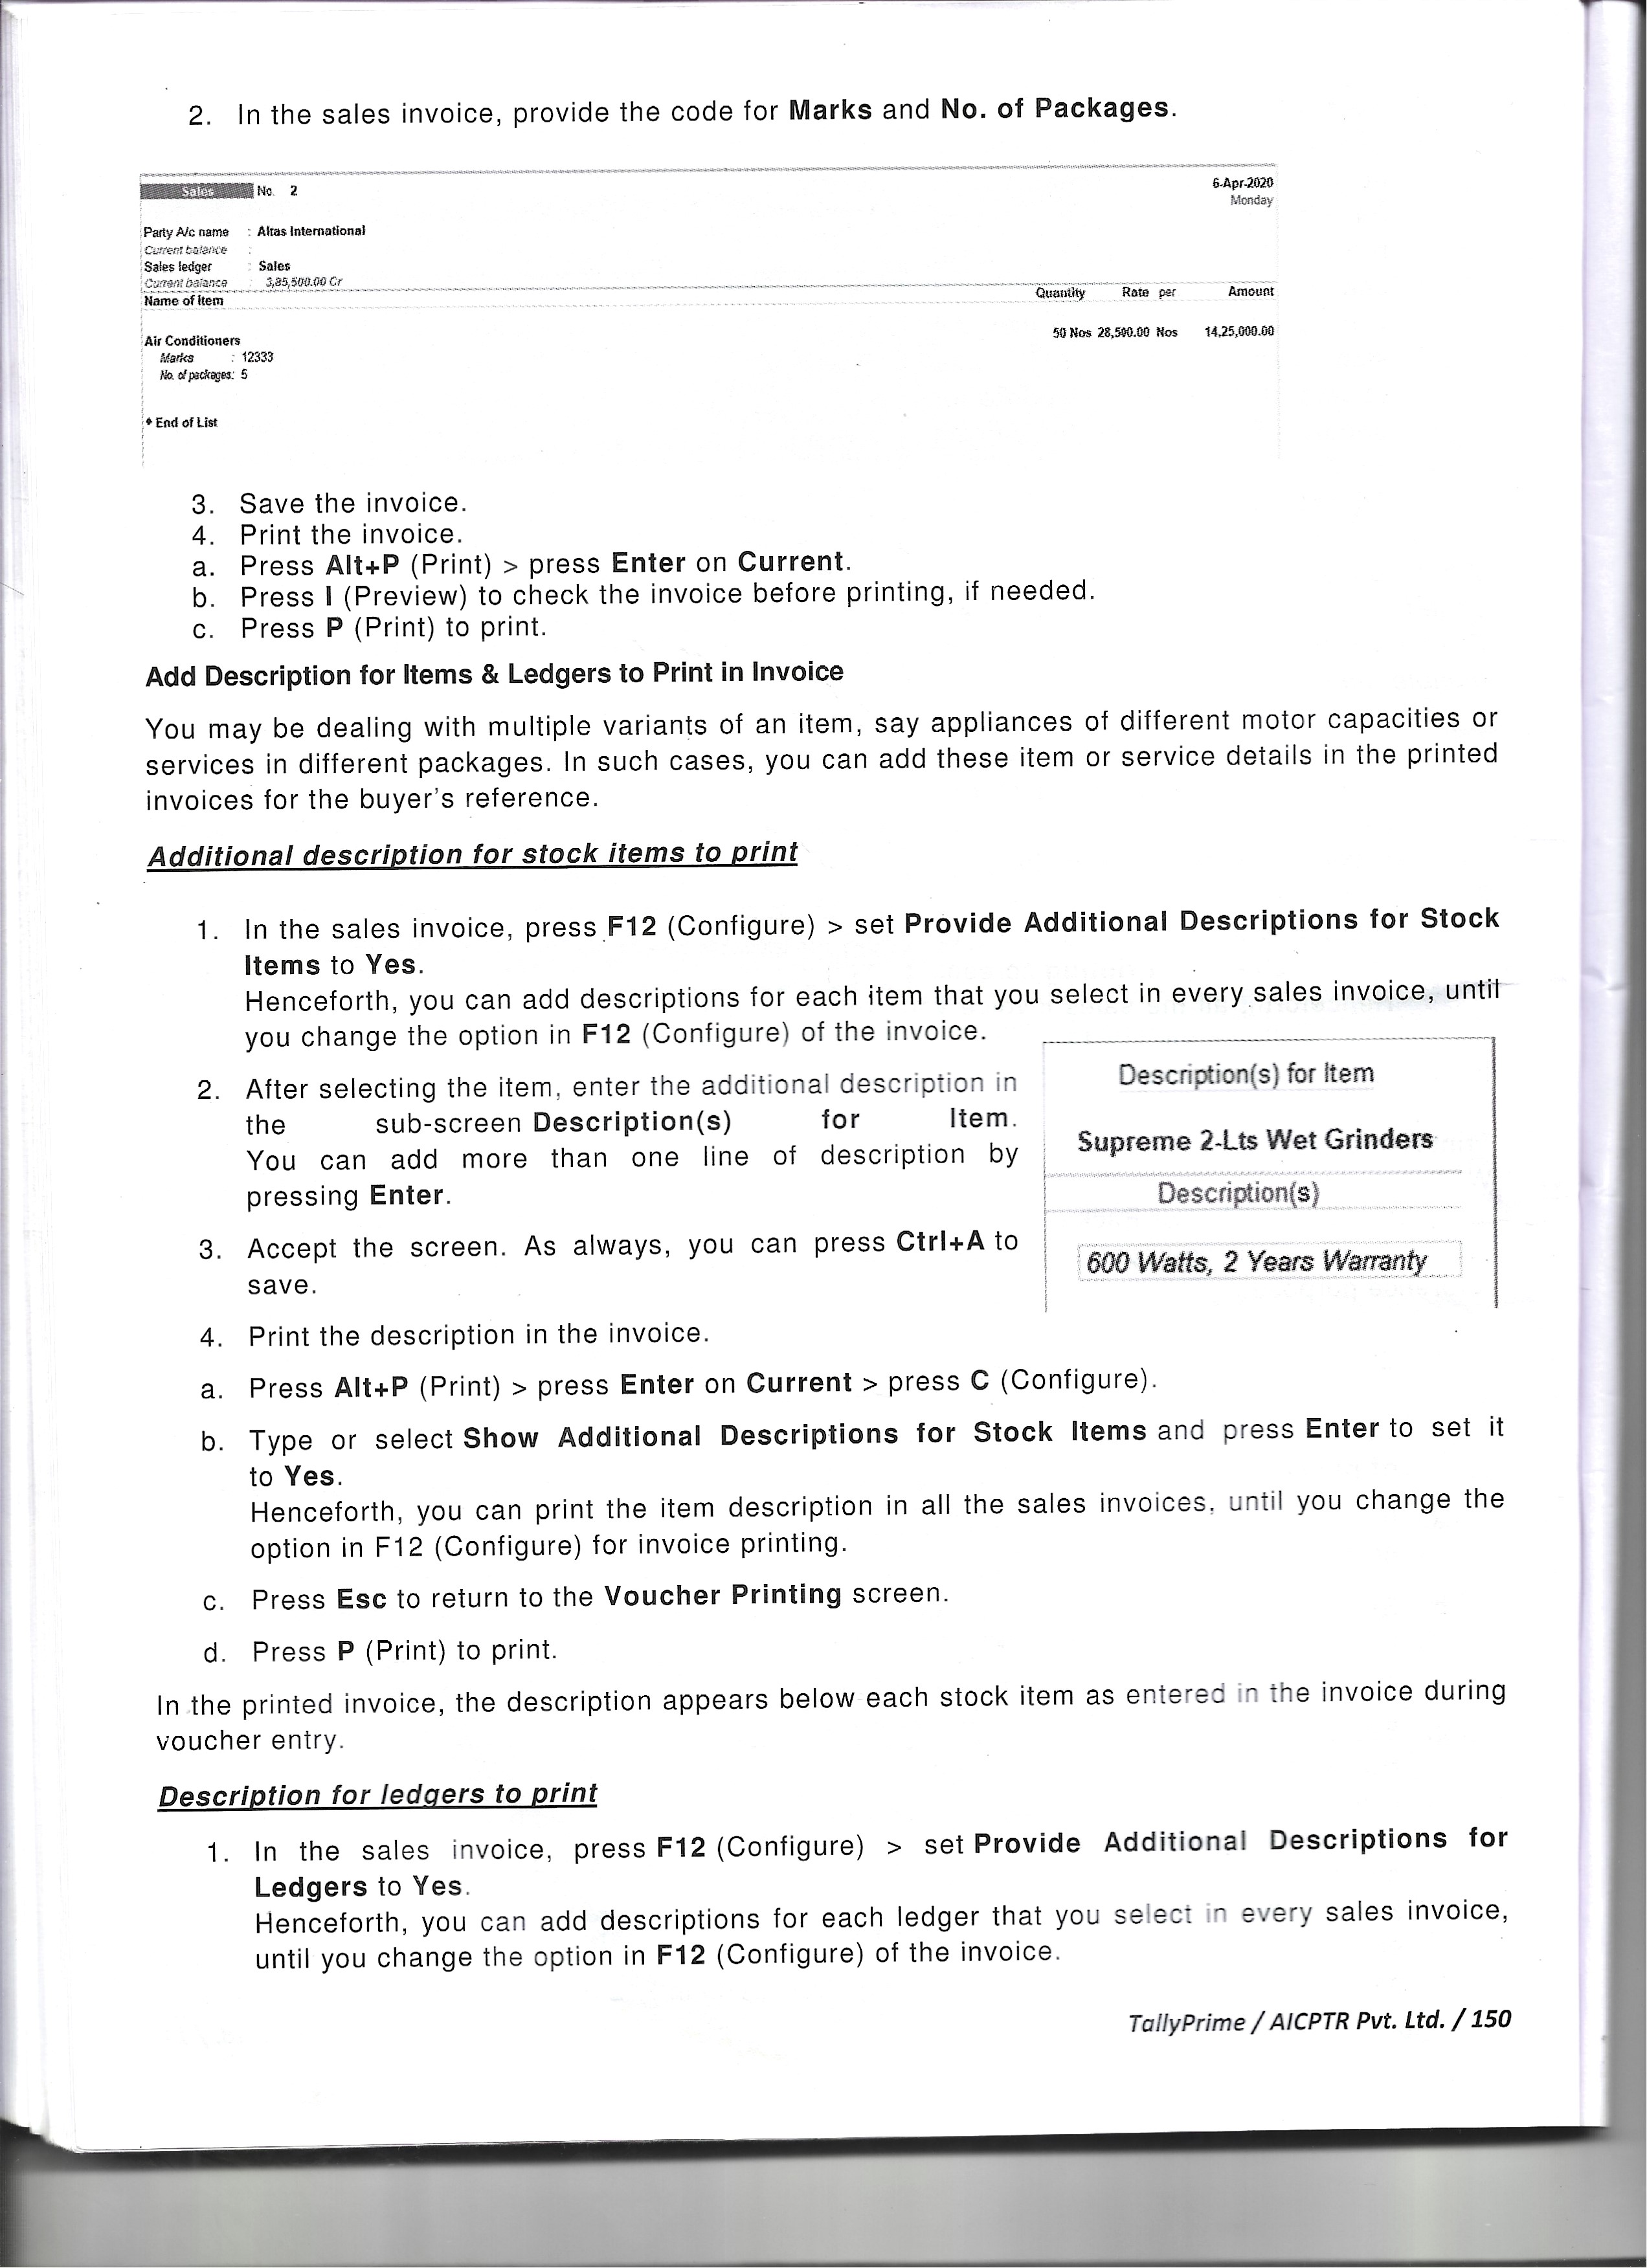 2. In the sales invoice, provide the code for Marks and No. of Packages.
Sales No. 2 6-Apr-2020
Monday
Party A/c name : Altas International
Current balance :
Sales ledger : Sales
Current balance : 3,85,500.00 Cr
Name of Item Quantity Rate per Amount
Air Conditioners 50 Nos 28,500.00 Nos 14,25,000.00
Marks : 12333
No. of packages: 5
♦ End of List
3. Save the invoice.
4. Print the invoice.
a. Press Alt+P (Print) > press Enter on Current.
b. Press I (Preview) to check the invoice before printing, if needed.
c. Press P (Print) to print.
Add Description for Items & Ledgers to Print in Invoice
You may be dealing with multiple variants of an item, say appliances of different motor capacities or
services in different packages. In such cases, you can add these item or service details in the printed
invoices for the buyer's reference.
Additional description for stock items to print
1. In the sales invoice, press F12 (Configure) > set Provide Additional Descriptions for Stock
Items to Yes.
Henceforth, you can add descriptions for each item that you select in every sales invoice, until
you change the option in F12 (Configure) of the invoice.
2. After selecting the item, enter the additional description in
the sub-screen Description(s) for Item.
You can add more than one line of description by
pressing Enter.
3. Accept the screen. As always, you can press Ctrl+A to
save.
Description(s) for Item
Supreme 2-Lts Wet Grinders
Description(s)
600 Watts, 2 Years Warranty
4. Print the description in the invoice.
a. Press Alt+P (Print) > press Enter on Current > press C (Configure).
b. Type or select Show Additional Descriptions for Stock Items and press Enter to set it
to Yes.
Henceforth, you can print the item description in all the sales invoices, until you change the
option in F12 (Configure) for invoice printing.
c. Press Esc to return to the Voucher Printing screen.
d. Press P (Print) to print.
In the printed invoice, the description appears below each stock item as entered in the invoice during
voucher entry.
Description for ledgers to print
1. In the sales invoice, press F12 (Configure) > set Provide Additional Descriptions for
Ledgers to Yes.
Henceforth, you can add descriptions for each ledger that you select in every sales invoice,
until you change the option in F12 (Configure) of the invoice.
TallyPrime / AICPTR Pvt. Ltd. / 150